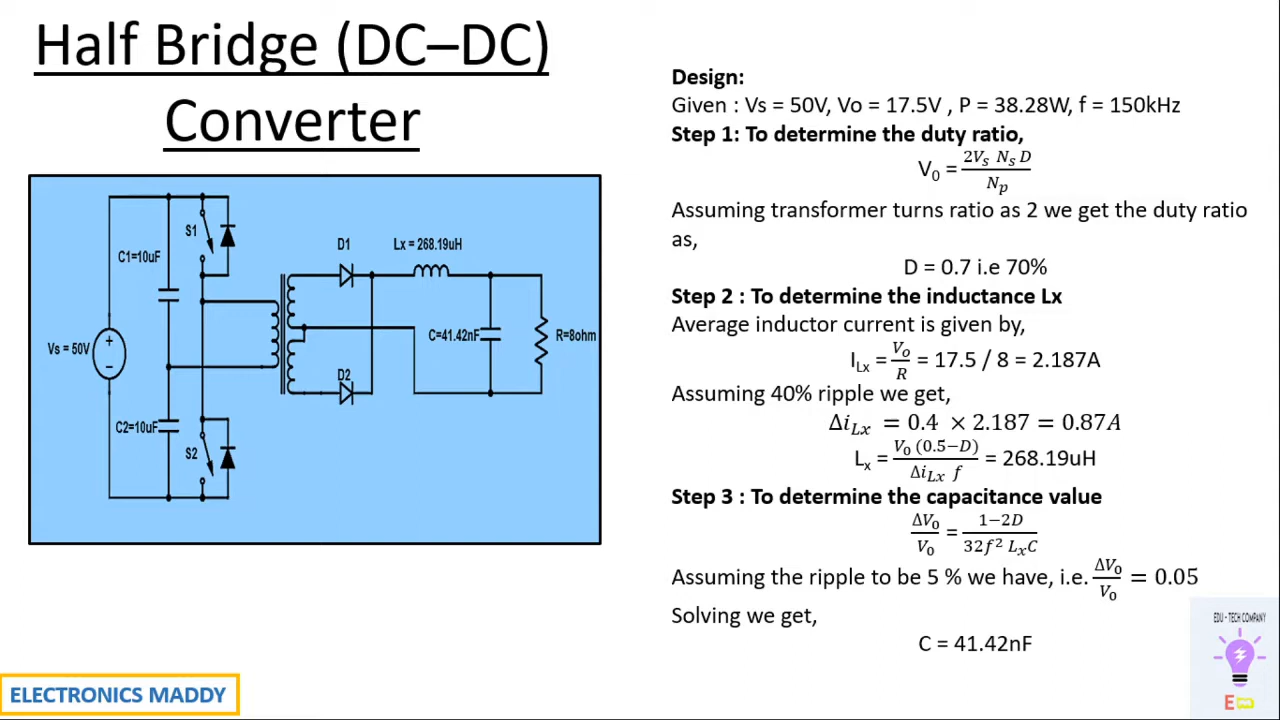 Half Bridge (DC–DC)
Converter
S1
C1=10uF
D1
Lx = 268.19uH
Vs = 50V
+
−
C=41.42nF
R=8ohm
D2
C2=10uF
S2
ELECTRONICS MADDY
Design:
Given : Vs = 50V, Vo = 17.5V , P = 38.28W, f = 150kHz
Step 1: To determine the duty ratio,
V₀ = 2Vₛ Nₛ D / Nₚ
Assuming transformer turns ratio as 2 we get the duty ratio
as,
D = 0.7 i.e 70%
Step 2 : To determine the inductance Lx
Average inductor current is given by,
I_Lx = Vₒ / R = 17.5 / 8 = 2.187A
Assuming 40% ripple we get,
Δi_Lx = 0.4 × 2.187 = 0.87A
Lₓ = V₀ (0.5−D) / Δi_Lx f = 268.19uH
Step 3 : To determine the capacitance value
ΔV₀ / V₀ = 1−2D / 32f² LₓC
Assuming the ripple to be 5 % we have, i.e. ΔV₀ / V₀ = 0.05
Solving we get,
C = 41.42nF
EDU - TECH COMPANY